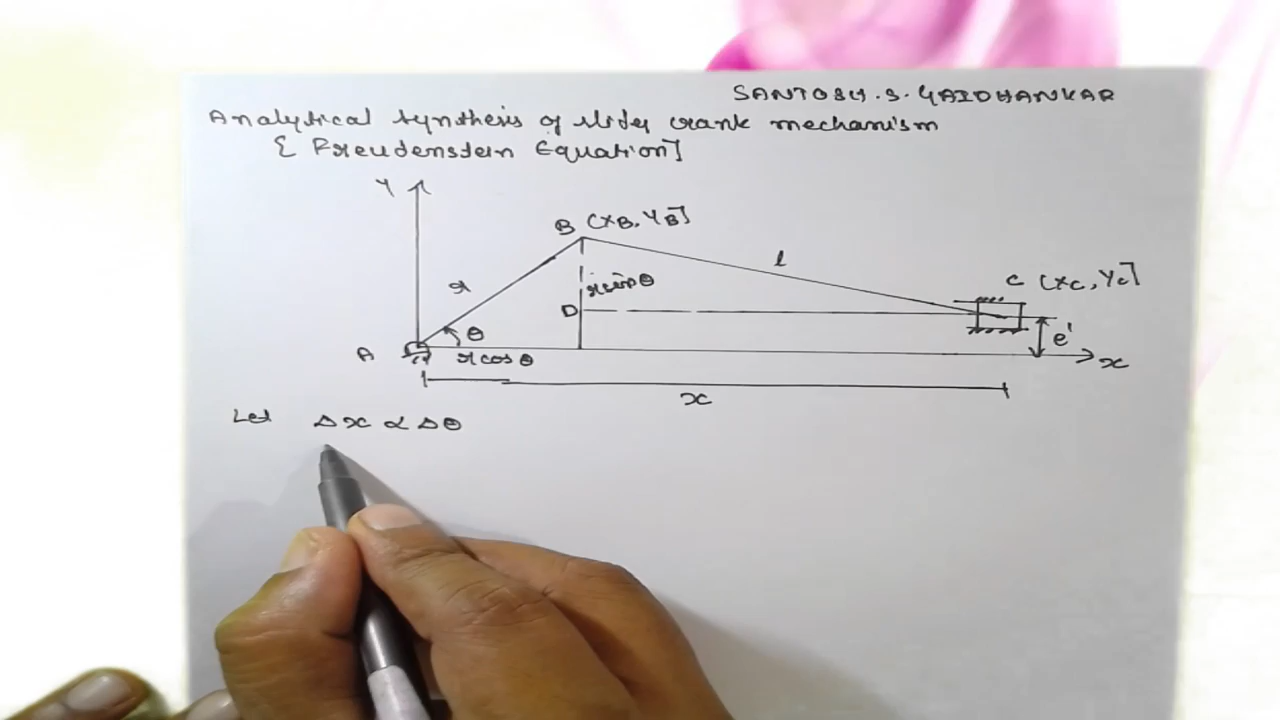 SANTOSH.S.GAIDHANKAR
Analytical synthesis of slider crank mechanism
[Freudenstein Equation]
Y
B (XB, YB]
l
r
r sinθ
C (XC, YC]
D
θ
e'
A
r cosθ
x
x
Let Δx α Δθ